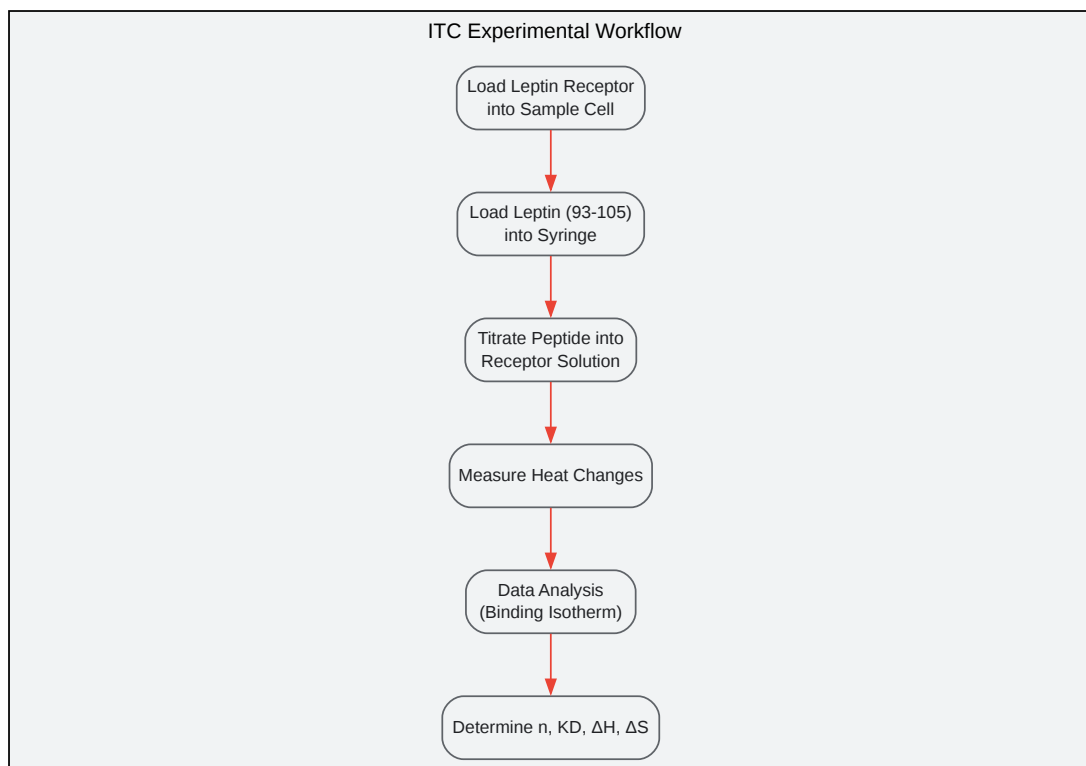 ITC Experimental Workflow
Load Leptin Receptor
into Sample Cell
Load Leptin (93-105)
into Syringe
Titrate Peptide into
Receptor Solution
Measure Heat Changes
Data Analysis
(Binding Isotherm)
Determine n, KD, ΔH, ΔS